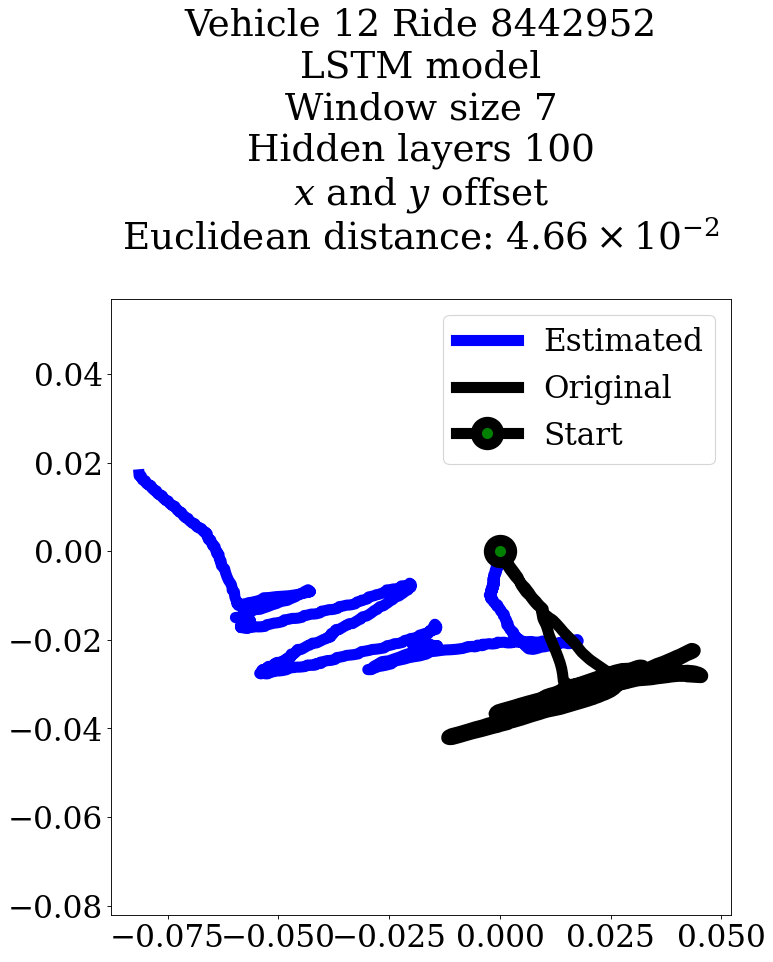 Vehicle 12 Ride 8442952
LSTM model
Window size 7
Hidden layers 100
x and y offset
Euclidean distance: 4.66 × 10⁻²
Estimated
Original
Start
0.04
0.02
0.00
−0.02
−0.04
−0.06
−0.08
−0.075 −0.050 −0.025 0.000 0.025 0.050